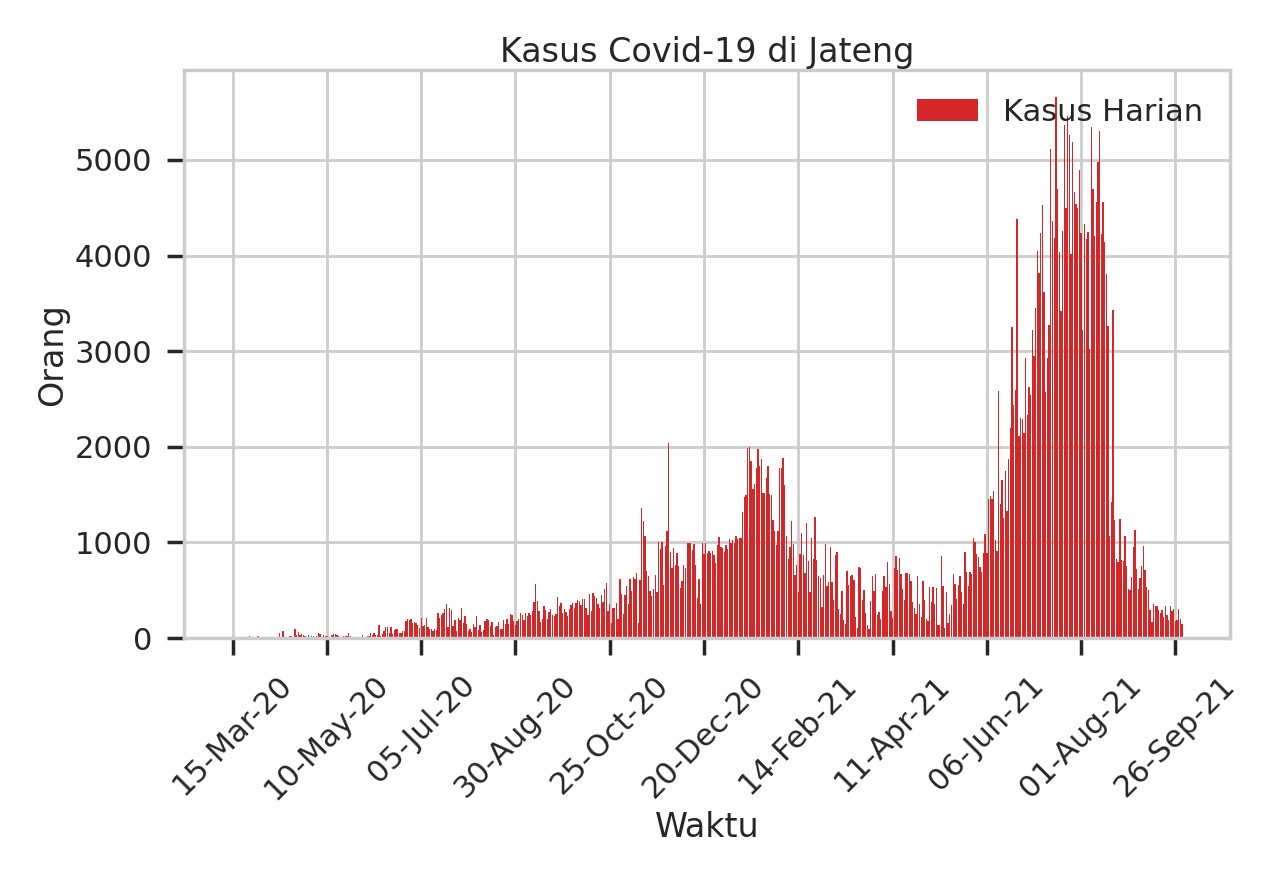 Kasus Covid-19 di Jateng
Kasus Harian
Orang
5000
4000
3000
2000
1000
0
15-Mar-20
10-May-20
05-Jul-20
30-Aug-20
25-Oct-20
20-Dec-20
14-Feb-21
11-Apr-21
06-Jun-21
01-Aug-21
26-Sep-21
Waktu